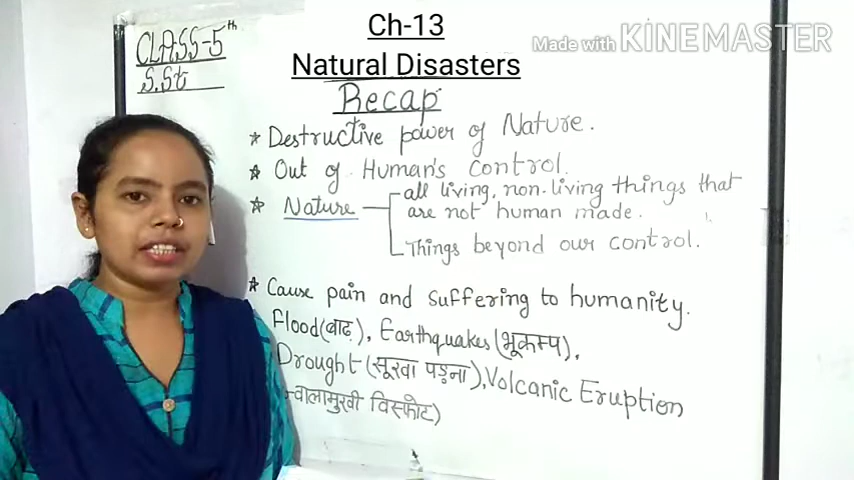 CLASS-5th
S.St
Ch-13
Natural Disasters
Made with KINEMASTER
Recap
* Destructive power of Nature.
* Out of Human's control.
* Nature
all living, non-living things that
are not human made.
Things beyond our control.
* Cause pain and suffering to humanity.
Flood (बाढ़), Earthquakes (भूकम्प),
Drought (सूखा पड़ना), Volcanic Eruption
विस्फोट)